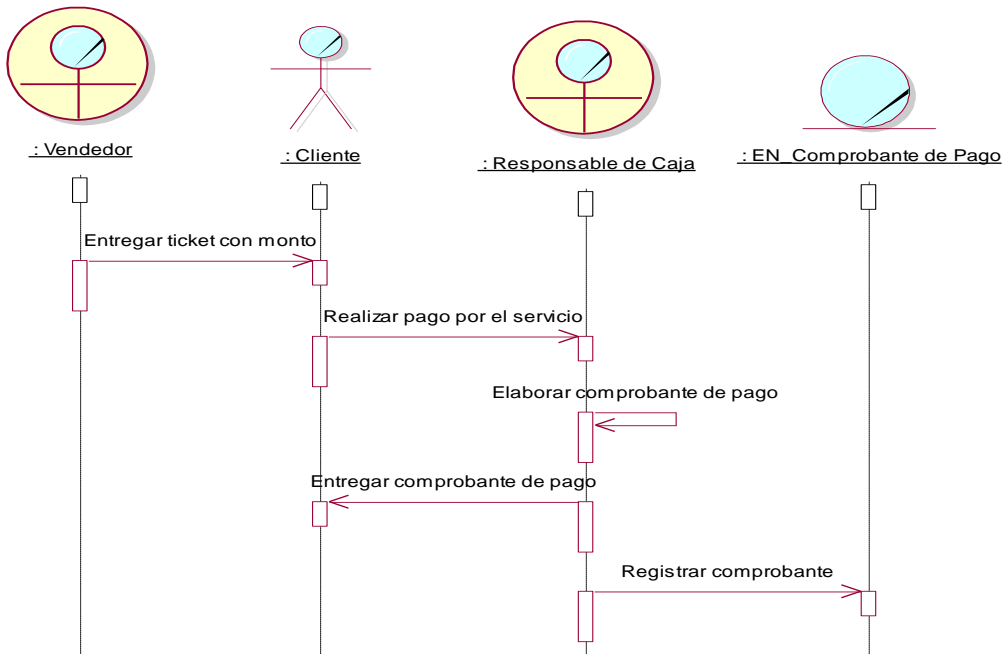 : Vendedor
: Cliente
: Responsable de Caja
: EN_Comprobante de Pago
Entregar ticket con monto
Realizar pago por el servicio
Elaborar comprobante de pago
Entregar comprobante de pago
Registrar comprobante